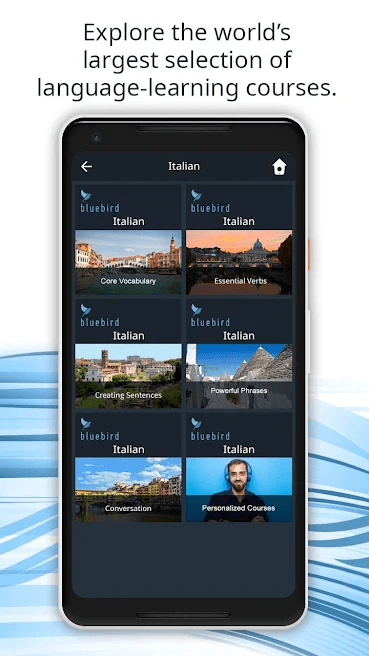 Explore the world’s
largest selection of
language-learning courses.
Italian
bluebird
Italian
Core Vocabulary
bluebird
Italian
Essential Verbs
bluebird
Italian
Creating Sentences
bluebird
Italian
Powerful Phrases
bluebird
Italian
Conversation
bluebird
Italian
Personalized Courses